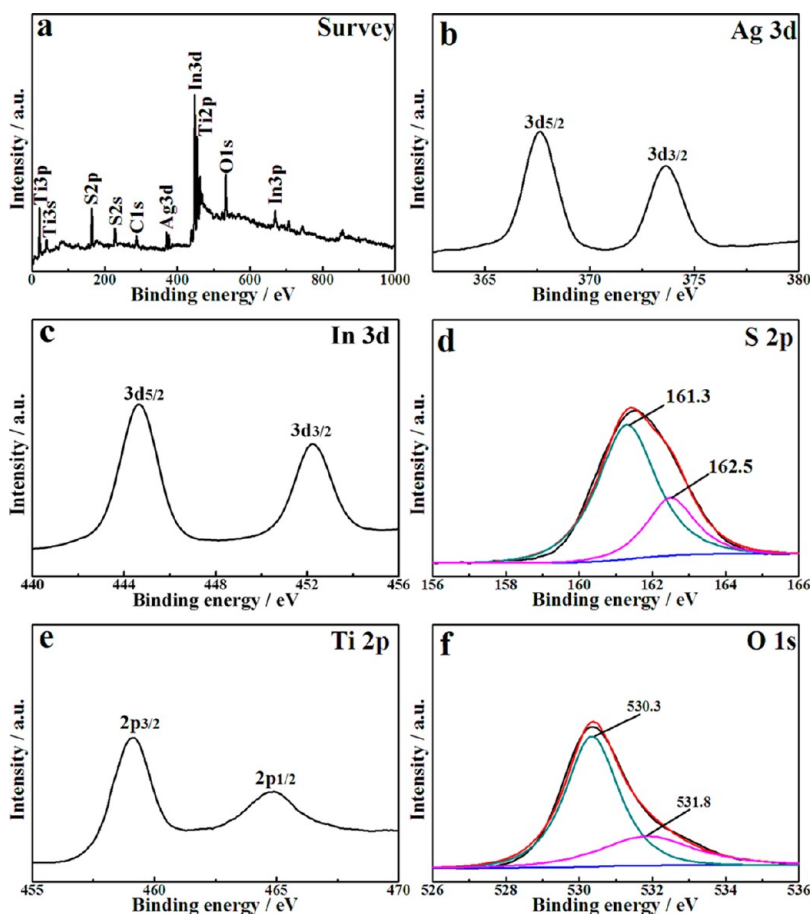 a
Survey
Intensity / a.u.
Ti3p
Ti3s
S2p
S2s
C1s
Ag3d
In3d
Ti2p
O1s
In3p
0 200 400 600 800 1000
Binding energy / eV
b
Ag 3d
Intensity / a.u.
3d5/2
3d3/2
365 370 375 380
Binding energy / eV
c
In 3d
Intensity / a.u.
3d5/2
3d3/2
440 444 448 452 456
Binding energy / eV
d
S 2p
Intensity / a.u.
161.3
162.5
156 158 160 162 164 166
Binding energy / eV
e
Ti 2p
Intensity / a.u.
2p3/2
2p1/2
455 460 465 470
Binding energy / eV
f
O 1s
Intensity / a.u.
530.3
531.8
526 528 530 532 534 536
Binding energy / eV